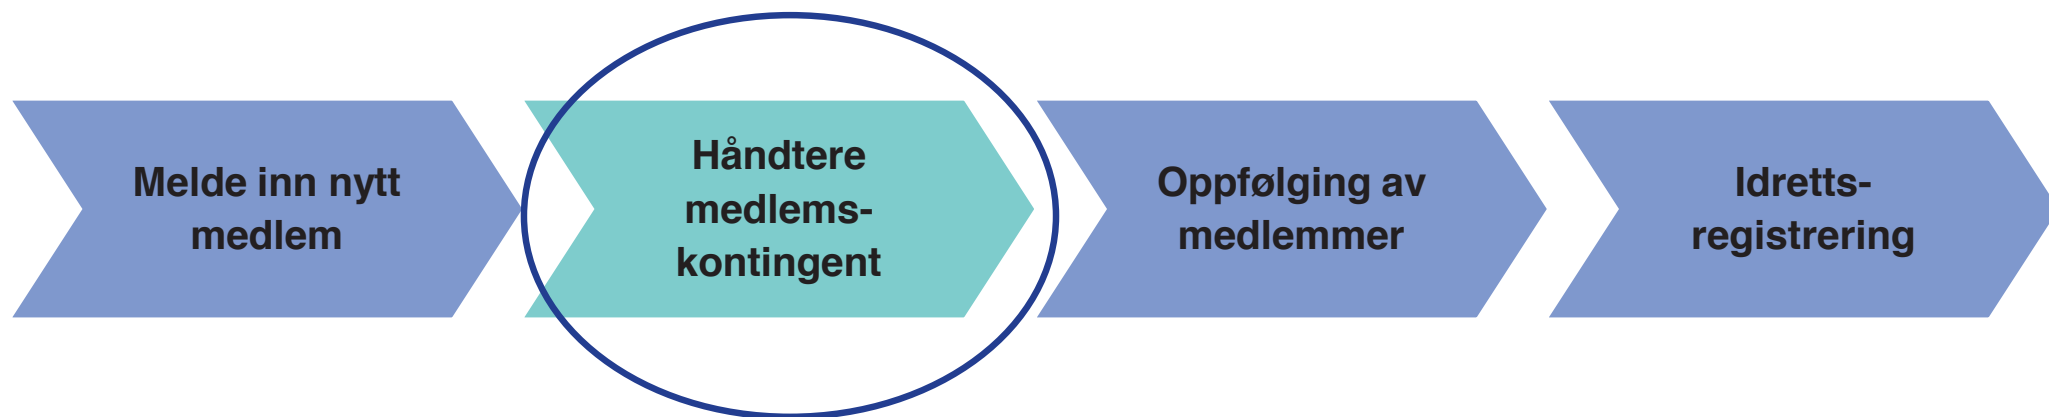 Melde inn nytt
medlem
Håndtere
medlems-
kontingent
Oppfølging av
medlemmer
Idretts-
registrering